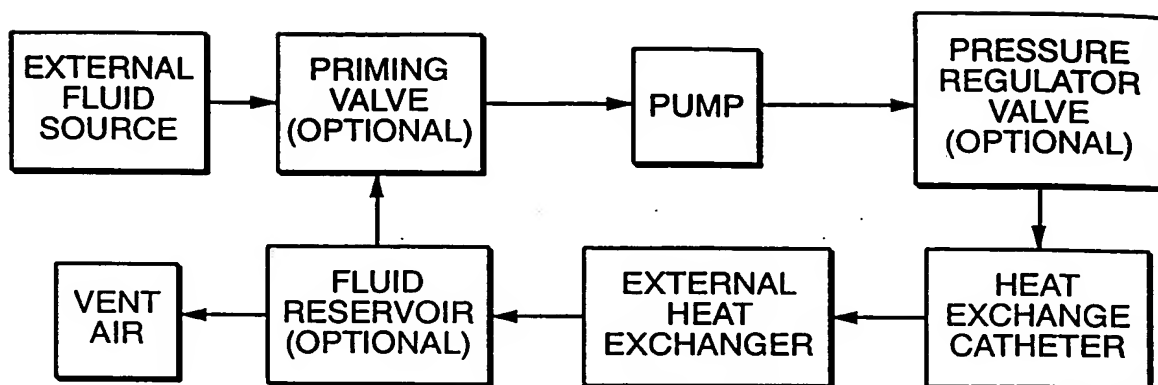 EXTERNAL
FLUID
SOURCE
PRIMING
VALVE
(OPTIONAL)
PUMP
PRESSURE
REGULATOR
VALVE
(OPTIONAL)
VENT
AIR
FLUID
RESERVOIR
(OPTIONAL)
EXTERNAL
HEAT
EXCHANGER
HEAT
EXCHANGE
CATHETER